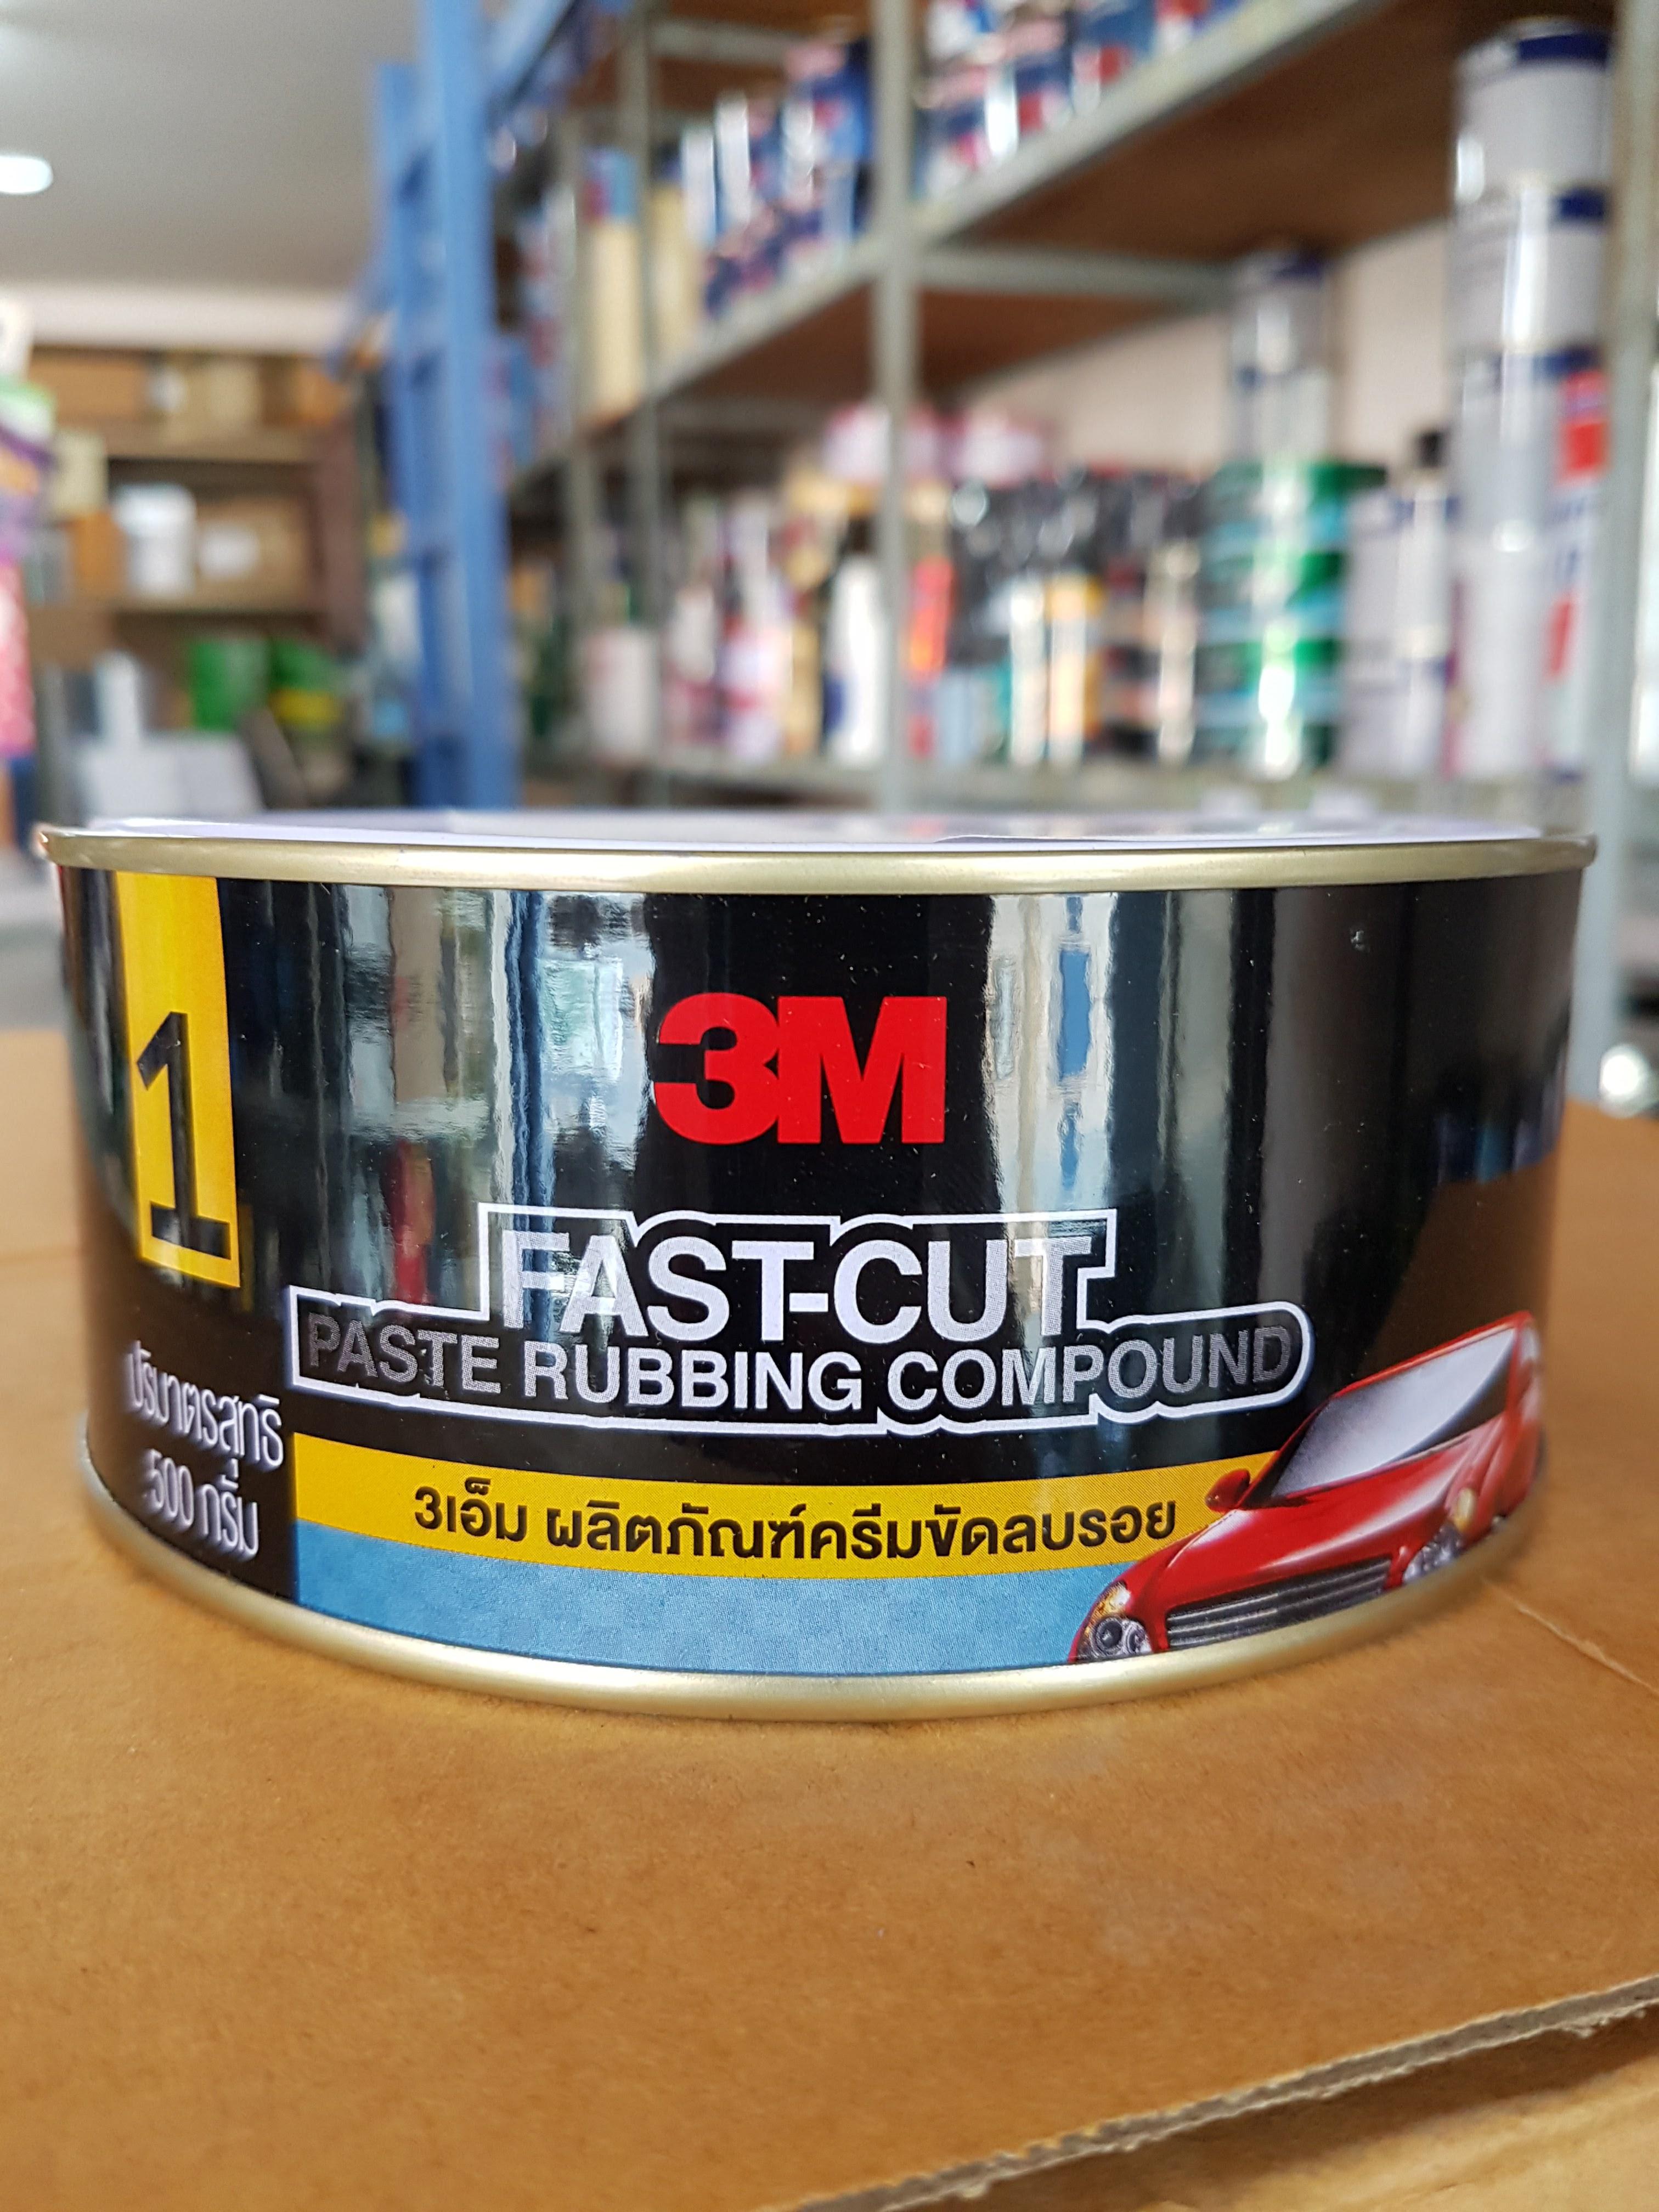 1
3M
FAST-CUT
PASTE RUBBING COMPOUND
ปริมาตรสุทธิ
500 กรัม
3เอ็ม ผลิตภัณฑ์ครีมขัดลบรอย